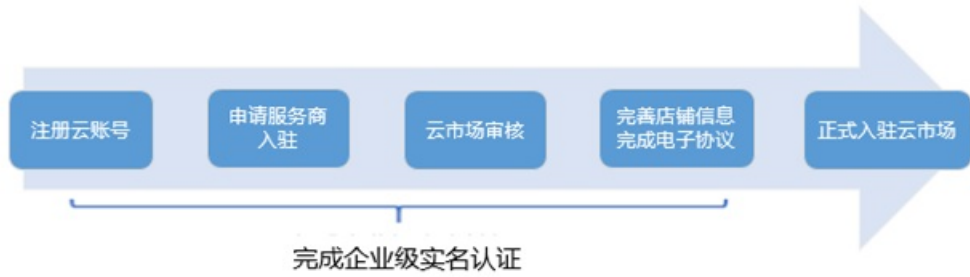 注册云账号
申请服务商
入驻
云市场审核
完善店铺信息
完成电子协议
正式入驻云市场
完成企业级实名认证